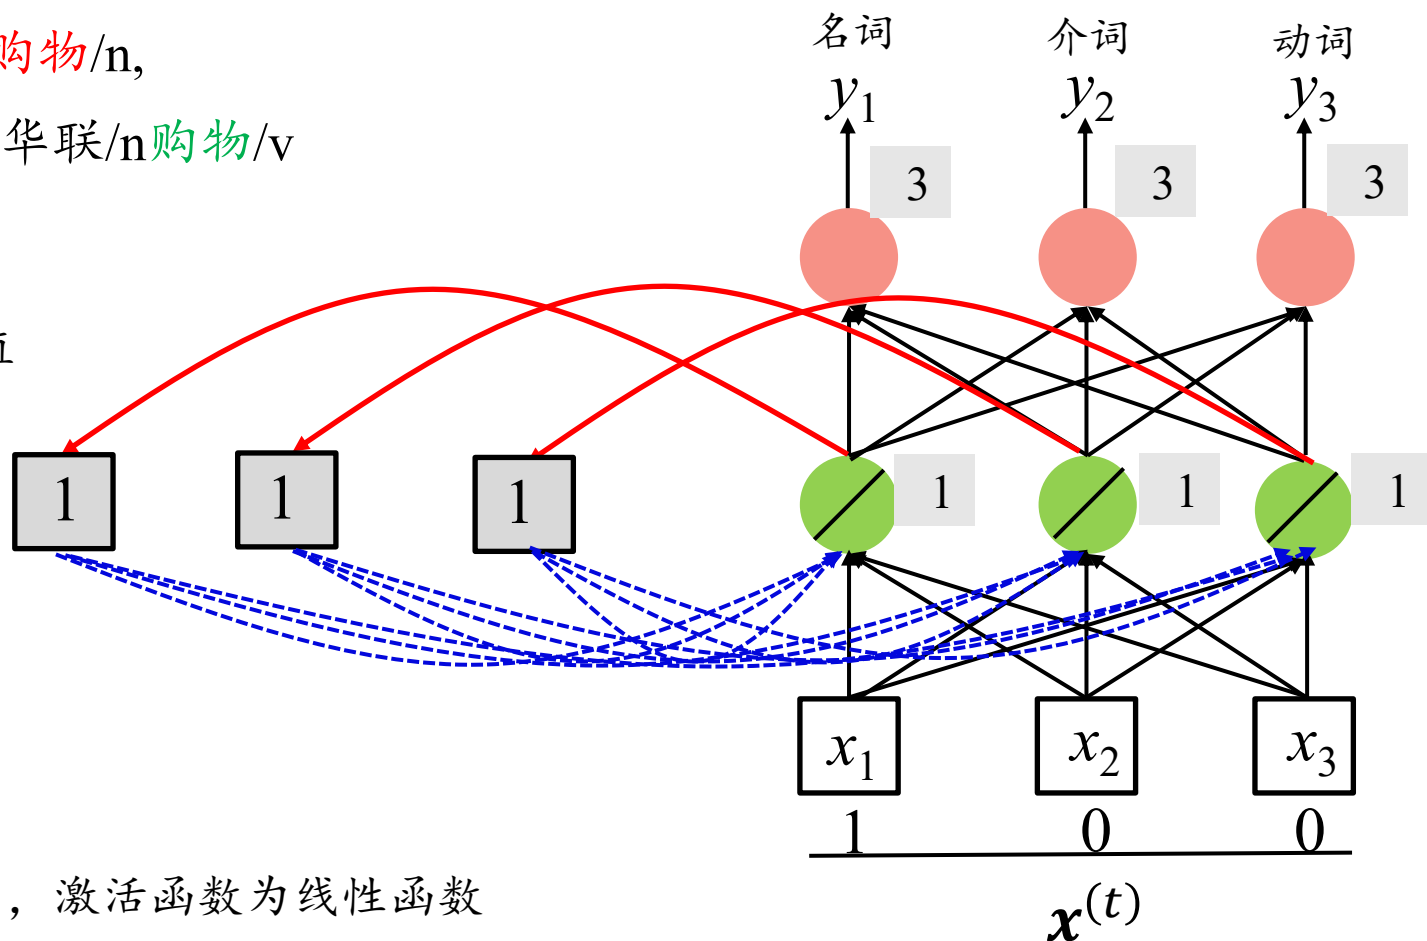 购物/n,
华联/n购物/v
名词 介词 动词
y1 y2 y3
3 3 3
1 1 1 1 1 1
x1 x2 x3
1 0 0
x(t)
，激活函数为线性函数